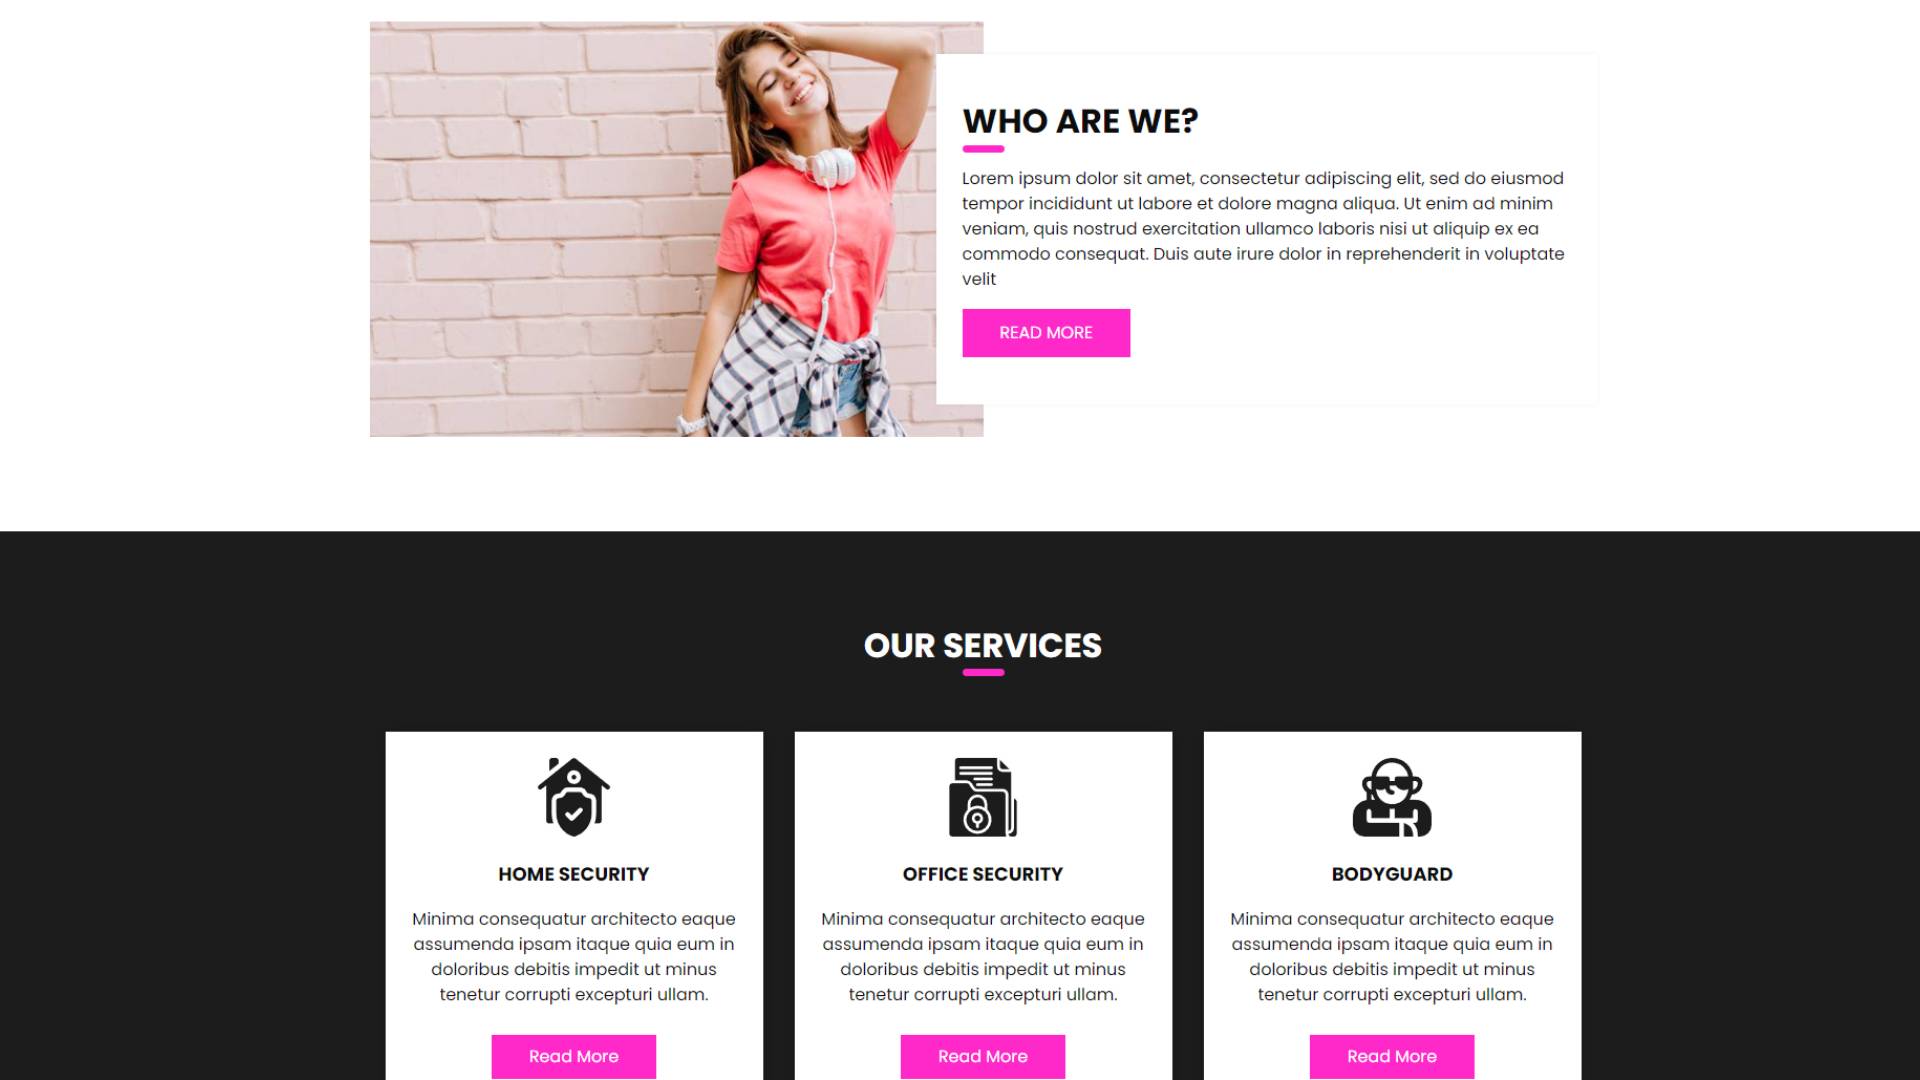 WHO ARE WE?
Lorem ipsum dolor sit amet, consectetur adipiscing elit, sed do eiusmod
tempor incididunt ut labore et dolore magna aliqua. Ut enim ad minim
veniam, quis nostrud exercitation ullamco laboris nisi ut aliquip ex ea
commodo consequat. Duis aute irure dolor in reprehenderit in voluptate
velit
READ MORE
OUR SERVICES
HOME SECURITY
Minima consequatur architecto eaque
assumenda ipsam itaque quia eum in
doloribus debitis impedit ut minus
tenetur corrupti excepturi ullam.
Read More
OFFICE SECURITY
Minima consequatur architecto eaque
assumenda ipsam itaque quia eum in
doloribus debitis impedit ut minus
tenetur corrupti excepturi ullam.
Read More
BODYGUARD
Minima consequatur architecto eaque
assumenda ipsam itaque quia eum in
doloribus debitis impedit ut minus
tenetur corrupti excepturi ullam.
Read More